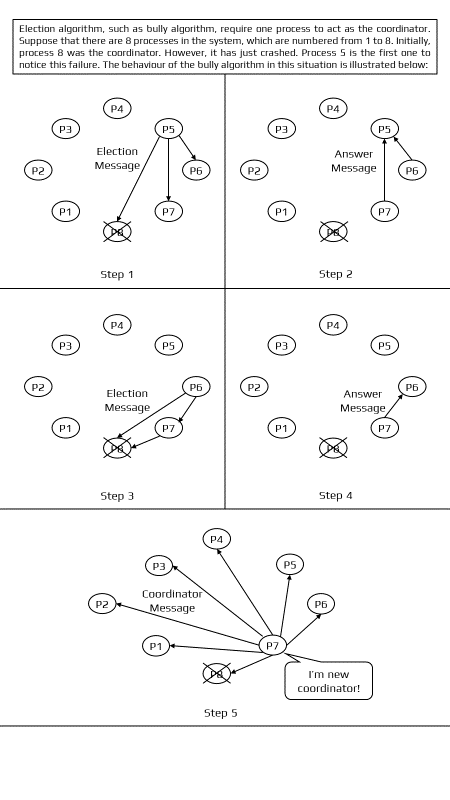 Election algorithm, such as bully algorithm, require one process to act as the coordinator.
Suppose that there are 8 processes in the system, which are numbered from 1 to 8. Initially,
process 8 was the coordinator. However, it has just crashed. Process 5 is the first one to
notice this failure. The behaviour of the bully algorithm in this situation is illustrated below:
P4
P3
P5
Election
Message
P2
P6
P1
P7
P8
Step 1
P4
P3
P5
Answer
Message
P2
P6
P1
P7
P8
Step 2
P4
P3
P5
P2
P6
Election
Message
P1
P7
P8
Step 3
P4
P3
P5
P2
P6
Answer
Message
P1
P7
P8
Step 4
P4
P3
P5
Coordinator
Message
P2
P6
P1
P7
P8
I'm new
coordinator!
Step 5